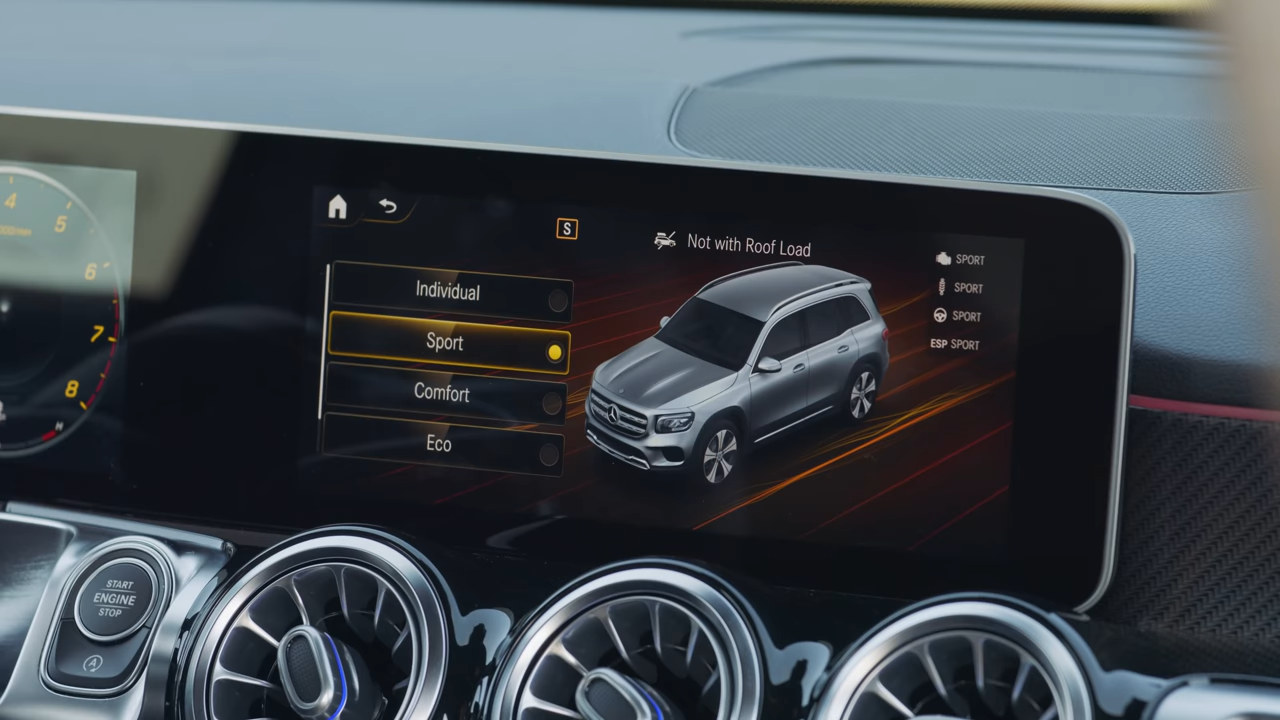 4
5
6
7
8
H
S
Not with Roof Load
Individual
Sport
Comfort
Eco
SPORT
SPORT
SPORT
ESP SPORT
START
ENGINE
STOP
A